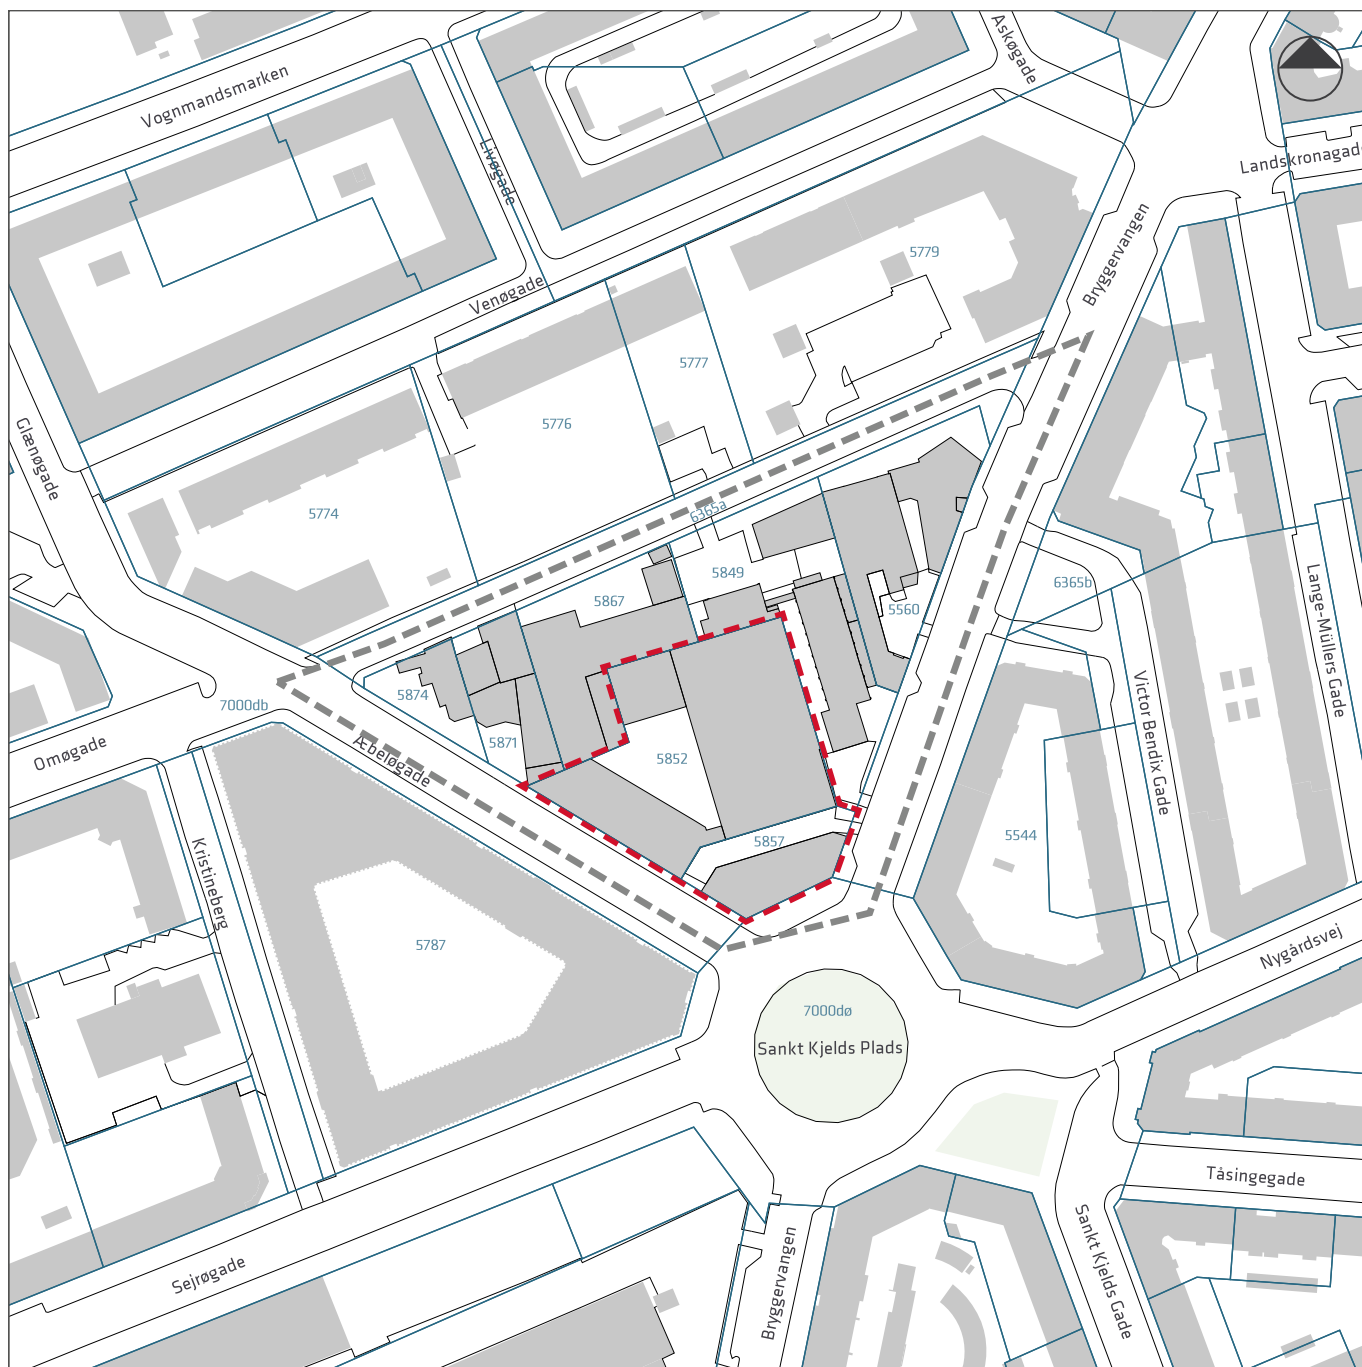 Vognmandsmarken
Askøgade
Landskronagade
Livøgade
Bryggervangen
5779
Venøgade
5777
5776
Glænøgade
5774
6365a
5849
5867
6365b
5560
Lange-Müllers Gade
5874
7000db
Victor Bendix Gade
Omøgade
Æbeløgade
5871
5852
5857
5544
Kristineberg
5787
Nygårdsvej
7000dø
Sankt Kjelds Plads
Tåsingegade
Sejrøgade
Bryggervangen
Sankt Kjelds Gade